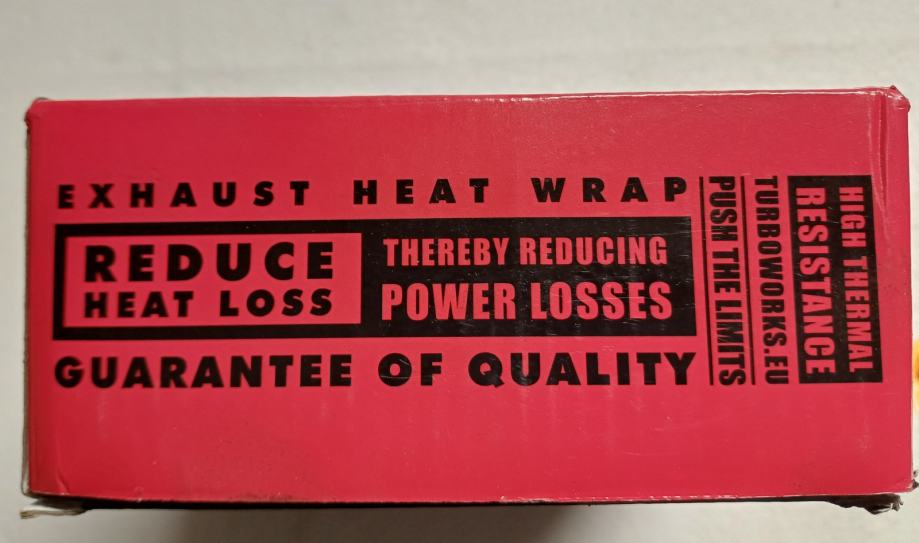 EXHAUST HEAT WRAP
REDUCE
HEAT LOSS
THEREBY REDUCING
POWER LOSSES
GUARANTEE OF QUALITY
PUSH THE LIMITS
TURBOWORKS.EU
HIGH THERMAL
RESISTANCE